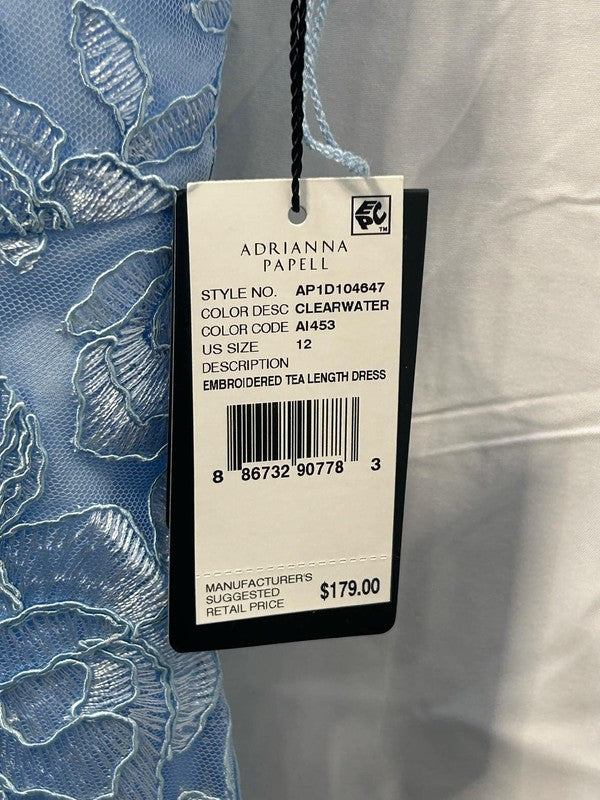 EPC™
ADRIANNA
PAPELL
STYLE NO. AP1D104647
COLOR DESC CLEARWATER
COLOR CODE AI453
US SIZE 12
DESCRIPTION
EMBROIDERED TEA LENGTH DRESS
8 86732 90778 3
MANUFACTURER'S
SUGGESTED
RETAIL PRICE
$179.00